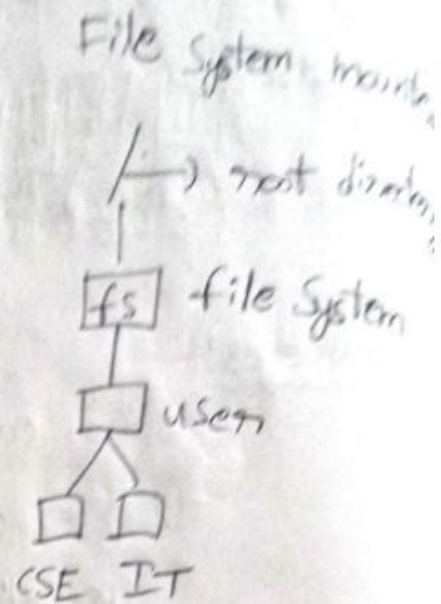 File System
/ → root
fs file System
user
CSE IT